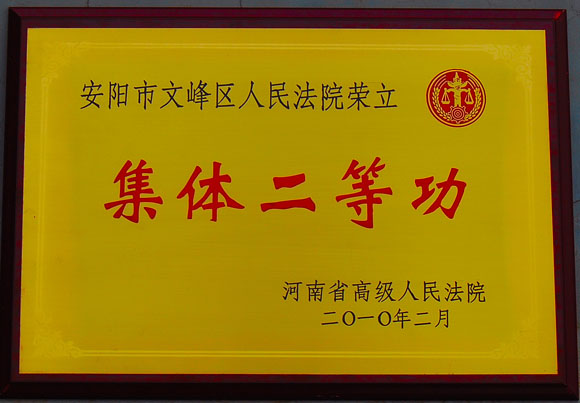 安阳市文峰区人民法院荣立
集体二等功
河南省高级人民法院
二〇一〇年二月